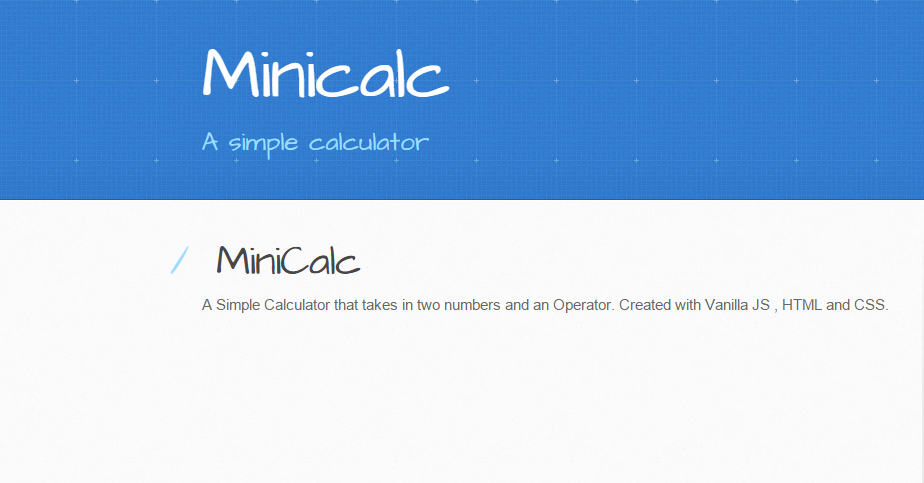 Minicalc
A simple calculator
/ MiniCalc
A Simple Calculator that takes in two numbers and an Operator. Created with Vanilla JS , HTML and CSS.